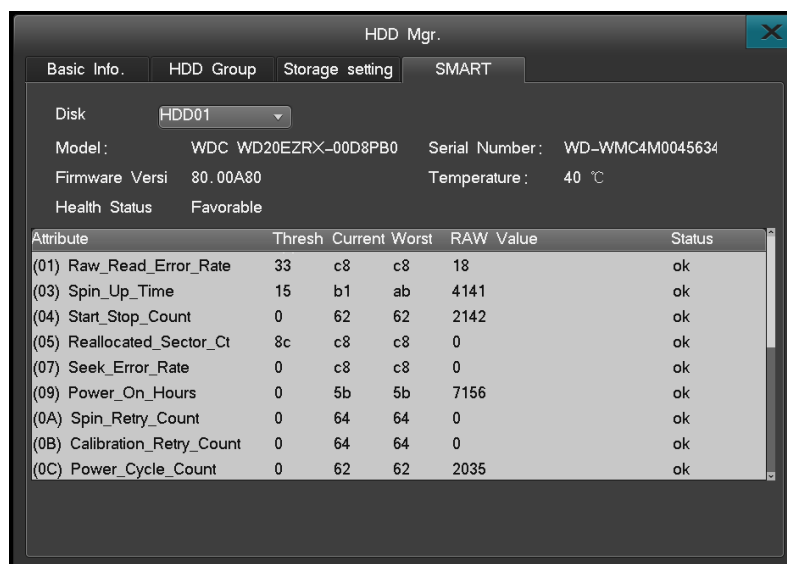 HDD Mgr.
Basic Info. HDD Group Storage setting SMART
Disk HDD01
Model: WDC WD20EZRX-00D8PB0 Serial Number: WD-WMC4M0045634
Firmware Versi 80.00A80 Temperature: 40 ℃
Health Status Favorable
Attribute Thresh Current Worst RAW Value Status
(01) Raw_Read_Error_Rate 33 c8 c8 18 ok
(03) Spin_Up_Time 15 b1 ab 4141 ok
(04) Start_Stop_Count 0 62 62 2142 ok
(05) Reallocated_Sector_Ct 8c c8 c8 0 ok
(07) Seek_Error_Rate 0 c8 c8 0 ok
(09) Power_On_Hours 0 5b 5b 7156 ok
(0A) Spin_Retry_Count 0 64 64 0 ok
(0B) Calibration_Retry_Count 0 64 64 0 ok
(0C) Power_Cycle_Count 0 62 62 2035 ok